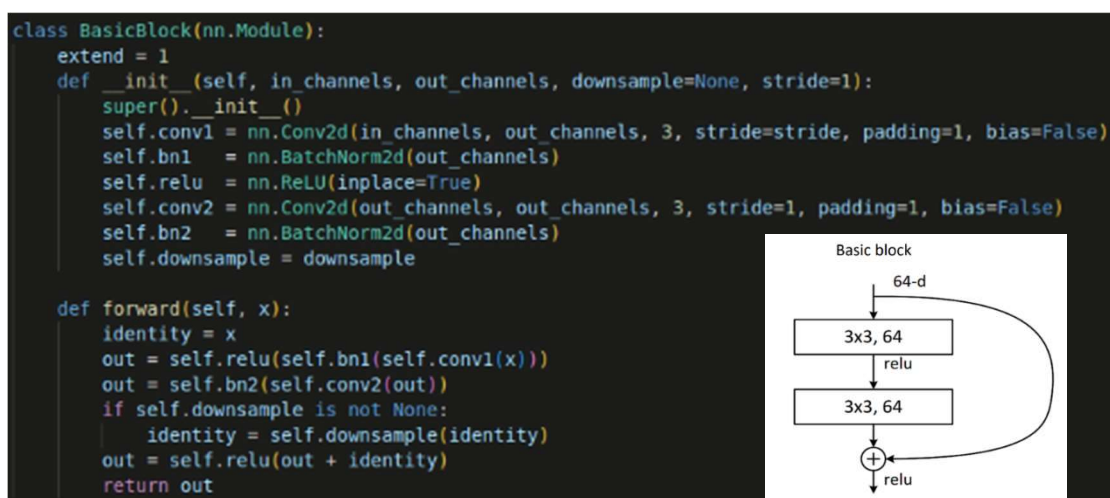 class BasicBlock(nn.Module):
    extend = 1
    def __init__(self, in_channels, out_channels, downsample=None, stride=1):
        super().__init__()
        self.conv1 = nn.Conv2d(in_channels, out_channels, 3, stride=stride, padding=1, bias=False)
        self.bn1   = nn.BatchNorm2d(out_channels)
        self.relu  = nn.ReLU(inplace=True)
        self.conv2 = nn.Conv2d(out_channels, out_channels, 3, stride=1, padding=1, bias=False)
        self.bn2   = nn.BatchNorm2d(out_channels)
        self.downsample = downsample
    def forward(self, x):
        identity = x
        out = self.relu(self.bn1(self.conv1(x)))
        out = self.bn2(self.conv2(out))
        if self.downsample is not None:
            identity = self.downsample(identity)
        out = self.relu(out + identity)
        return out
Basic block
64-d
3x3, 64
relu
3x3, 64
relu